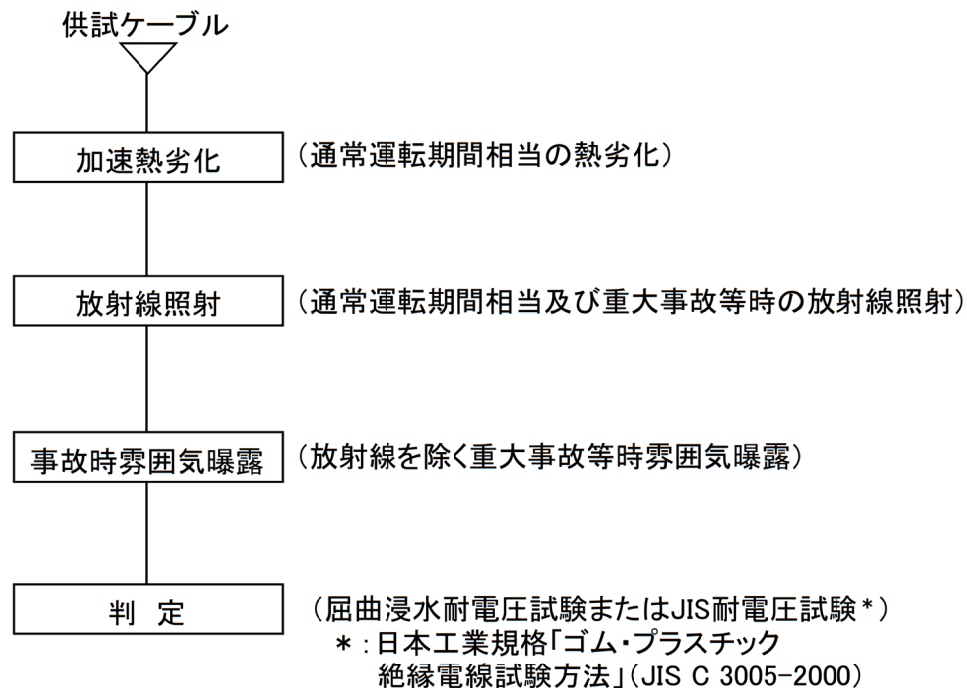 供試ケーブル
加速熱劣化 (通常運転期間相当の熱劣化)
放射線照射 (通常運転期間相当及び重大事故等時の放射線照射)
事故時雰囲気曝露 (放射線を除く重大事故等時雰囲気曝露)
判 定 (屈曲浸水耐電圧試験またはJIS耐電圧試験*)
*:日本工業規格「ゴム・プラスチック
絶縁電線試験方法」(JIS C 3005-2000)